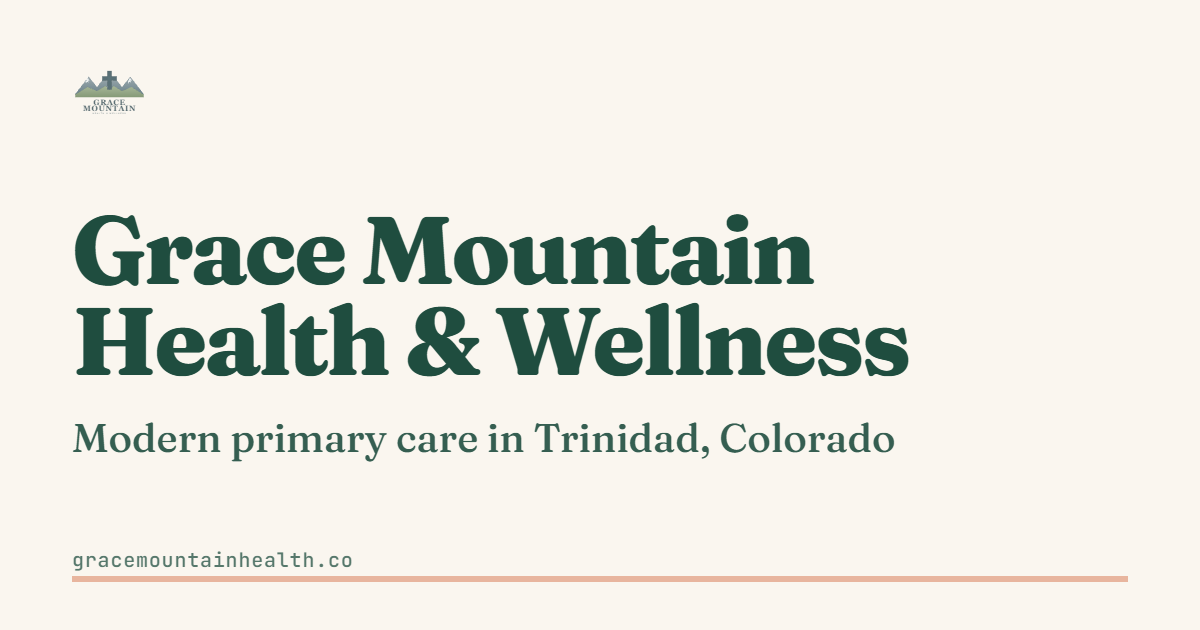 GRACE
MOUNTAIN
Grace Mountain
Health & Wellness
Modern primary care in Trinidad, Colorado
gracemountainhealth.co